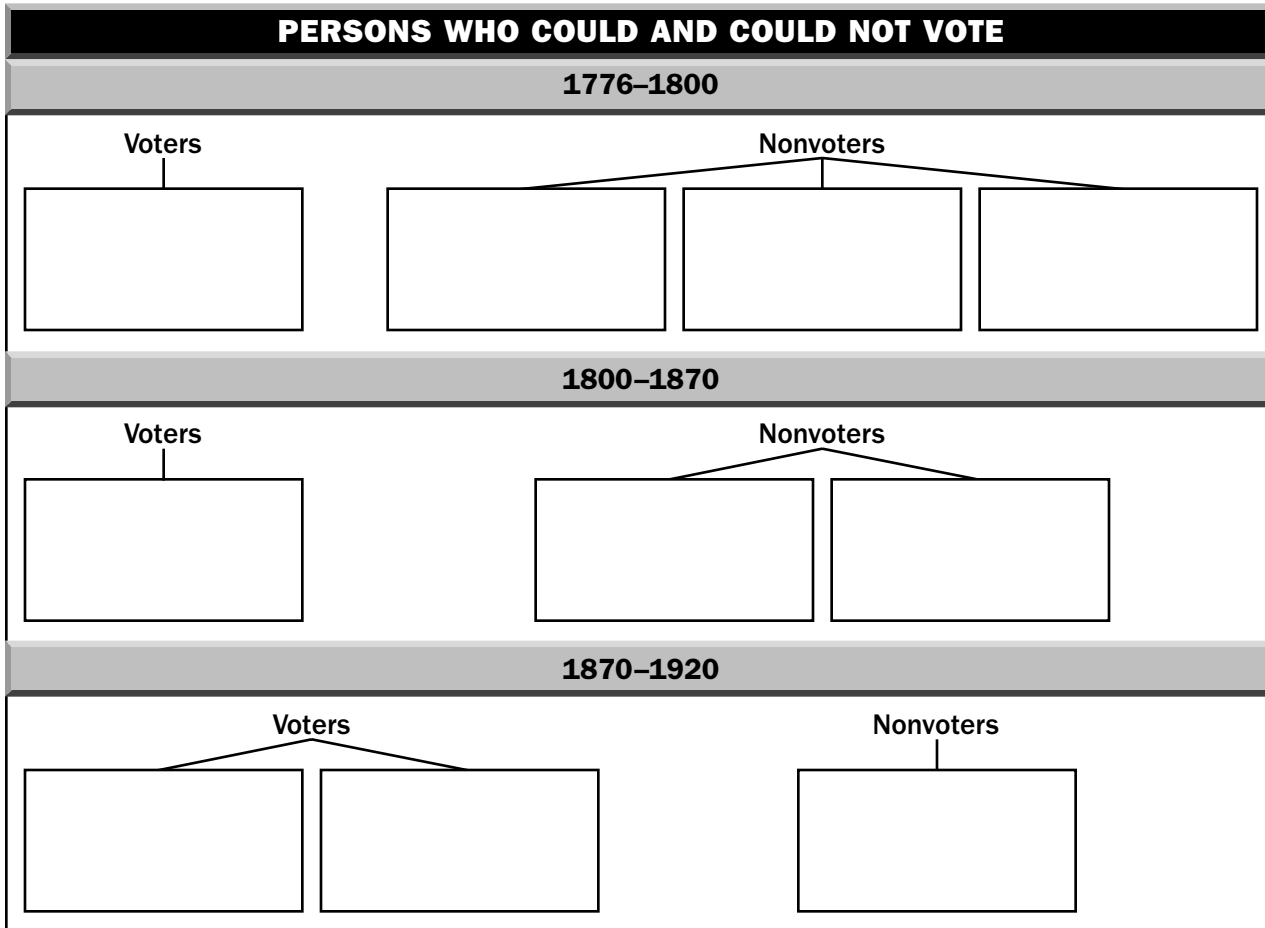 PERSONS WHO COULD AND COULD NOT VOTE
1776–1800
Voters
Nonvoters
1800–1870
Voters
Nonvoters
1870–1920
Voters
Nonvoters